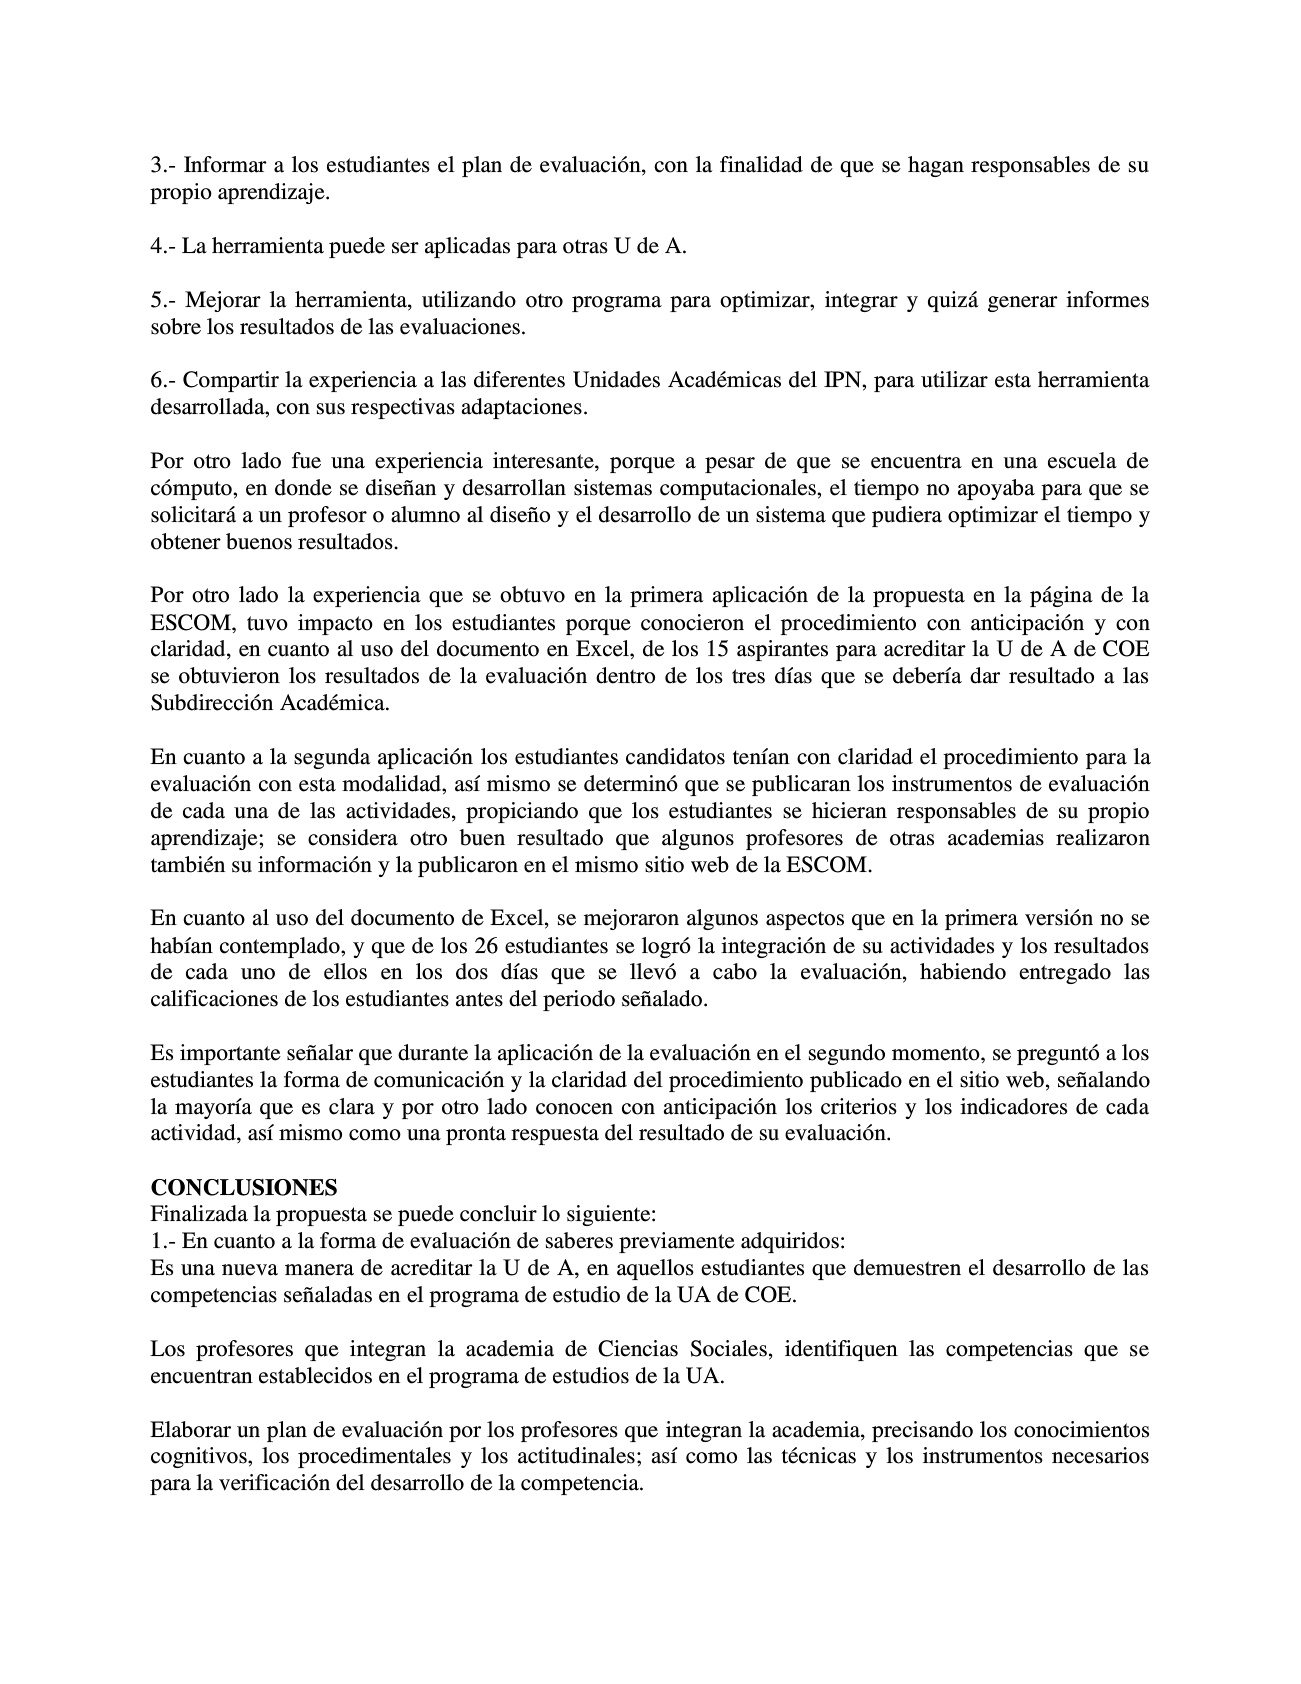 3.- Informar a los estudiantes el plan de evaluación, con la finalidad de que se hagan responsables de su
propio aprendizaje.
4.- La herramienta puede ser aplicadas para otras U de A.
5.- Mejorar la herramienta, utilizando otro programa para optimizar, integrar y quizá generar informes
sobre los resultados de las evaluaciones.
6.- Compartir la experiencia a las diferentes Unidades Académicas del IPN, para utilizar esta herramienta
desarrollada, con sus respectivas adaptaciones.
Por otro lado fue una experiencia interesante, porque a pesar de que se encuentra en una escuela de
cómputo, en donde se diseñan y desarrollan sistemas computacionales, el tiempo no apoyaba para que se
solicitará a un profesor o alumno al diseño y el desarrollo de un sistema que pudiera optimizar el tiempo y
obtener buenos resultados.
Por otro lado la experiencia que se obtuvo en la primera aplicación de la propuesta en la página de la
ESCOM, tuvo impacto en los estudiantes porque conocieron el procedimiento con anticipación y con
claridad, en cuanto al uso del documento en Excel, de los 15 aspirantes para acreditar la U de A de COE
se obtuvieron los resultados de la evaluación dentro de los tres días que se debería dar resultado a las
Subdirección Académica.
En cuanto a la segunda aplicación los estudiantes candidatos tenían con claridad el procedimiento para la
evaluación con esta modalidad, así mismo se determinó que se publicaran los instrumentos de evaluación
de cada una de las actividades, propiciando que los estudiantes se hicieran responsables de su propio
aprendizaje; se considera otro buen resultado que algunos profesores de otras academias realizaron
también su información y la publicaron en el mismo sitio web de la ESCOM.
En cuanto al uso del documento de Excel, se mejoraron algunos aspectos que en la primera versión no se
habían contemplado, y que de los 26 estudiantes se logró la integración de su actividades y los resultados
de cada uno de ellos en los dos días que se llevó a cabo la evaluación, habiendo entregado las
calificaciones de los estudiantes antes del periodo señalado.
Es importante señalar que durante la aplicación de la evaluación en el segundo momento, se preguntó a los
estudiantes la forma de comunicación y la claridad del procedimiento publicado en el sitio web, señalando
la mayoría que es clara y por otro lado conocen con anticipación los criterios y los indicadores de cada
actividad, así mismo como una pronta respuesta del resultado de su evaluación.
CONCLUSIONES
Finalizada la propuesta se puede concluir lo siguiente:
1.- En cuanto a la forma de evaluación de saberes previamente adquiridos:
Es una nueva manera de acreditar la U de A, en aquellos estudiantes que demuestren el desarrollo de las
competencias señaladas en el programa de estudio de la UA de COE.
Los profesores que integran la academia de Ciencias Sociales, identifiquen las competencias que se
encuentran establecidos en el programa de estudios de la UA.
Elaborar un plan de evaluación por los profesores que integran la academia, precisando los conocimientos
cognitivos, los procedimentales y los actitudinales; así como las técnicas y los instrumentos necesarios
para la verificación del desarrollo de la competencia.